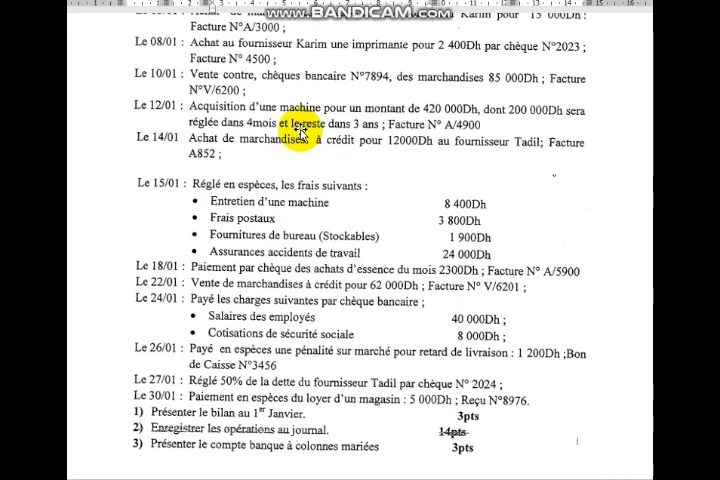 www.BANDICAM.com
Karim pour 15 000Dh ;
Facture N°A/3000 ;
Le 08/01 : Achat au fournisseur Karim une imprimante pour 2 400Dh par chèque N°2023 ;
Facture N° 4500 ;
Le 10/01 : Vente contre, chèques bancaire N°7894, des marchandises 85 000Dh ; Facture
N°V/6200 ;
Le 12/01 : Acquisition d'une machine pour un montant de 420 000Dh, dont 200 000Dh sera
réglée dans 4mois et le reste dans 3 ans ; Facture N° A/4900
Le 14/01 Achat de marchandises à crédit pour 12000Dh au fournisseur Tadil; Facture
A852 ;
Le 15/01 : Réglé en espèces, les frais suivants :
• Entretien d'une machine 8 400Dh
• Frais postaux 3 800Dh
• Fournitures de bureau (Stockables) 1 900Dh
• Assurances accidents de travail 24 000Dh
Le 18/01 : Paiement par chèque des achats d'essence du mois 2300Dh ; Facture N° A/5900
Le 22/01 : Vente de marchandises à crédit pour 62 000Dh ; Facture N° V/6201 ;
Le 24/01 : Payé les charges suivantes par chèque bancaire ;
• Salaires des employés 40 000Dh ;
• Cotisations de sécurité sociale 8 000Dh ;
Le 26/01 : Payé en espèces une pénalité sur marché pour retard de livraison : 1 200Dh ;Bon
de Caisse N°3456
Le 27/01 : Réglé 50% de la dette du fournisseur Tadil par chèque N° 2024 ;
Le 30/01 : Paiement en espèces du loyer d'un magasin : 5 000Dh ; Reçu N°8976.
1) Présenter le bilan au 1er Janvier. 3pts
2) Enregistrer les opérations au journal. 14pts
3) Présenter le compte banque à colonnes mariées 3pts